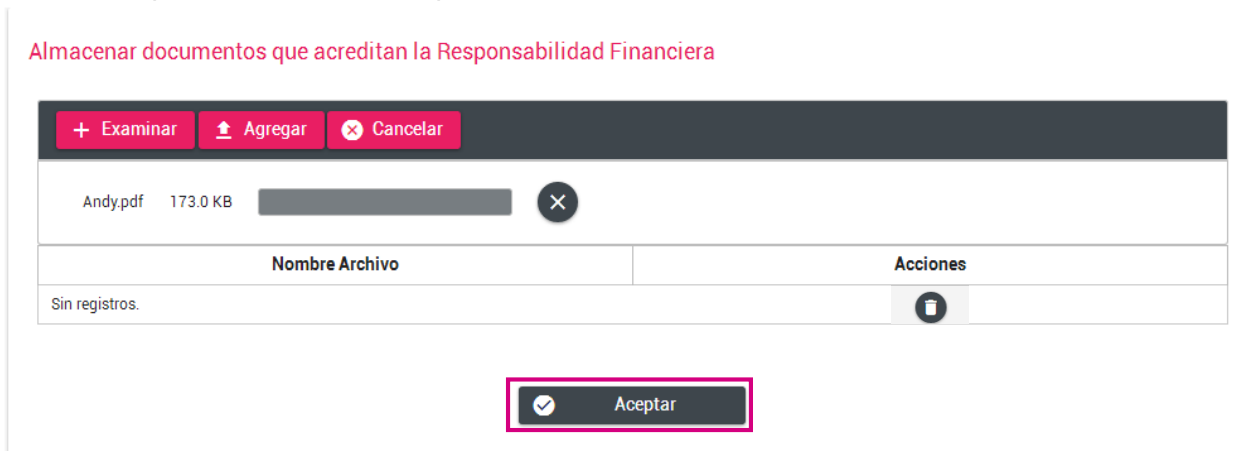 Almacenar documentos que acreditan la Responsabilidad Financiera
+ Examinar Agregar Cancelar
Andy.pdf 173.0 KB
Nombre Archivo Acciones
Sin registros.
Aceptar